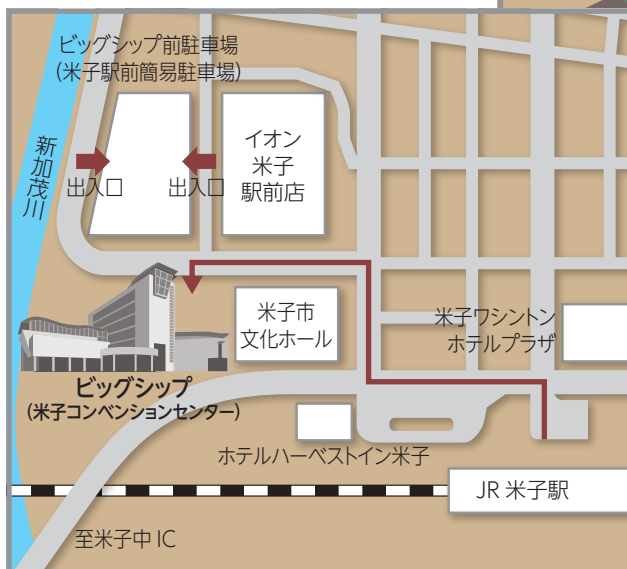 ビッグシップ前駐車場
(米子駅前簡易駐車場)
新加茂川
出入口
出入口
イオン
米子
駅前店
米子市
文化ホール
米子ワシントン
ホテルプラザ
ビッグシップ
(米子コンベンションセンター)
ホテルハーベストイン米子
JR 米子駅
至米子中 IC